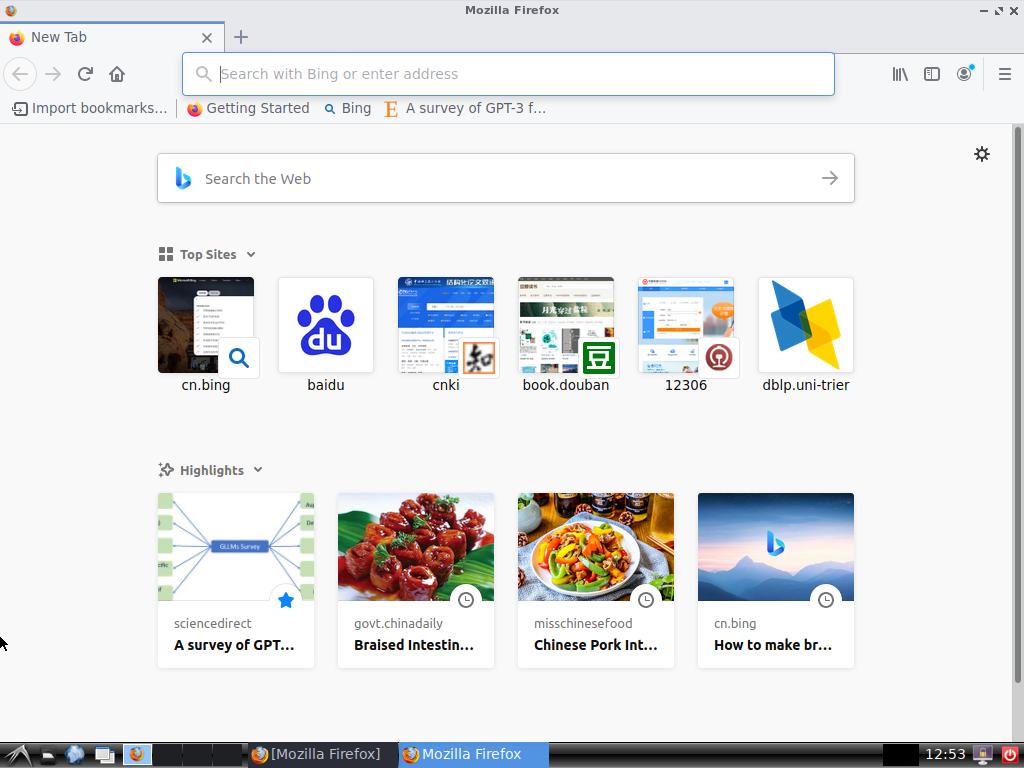 Mozilla Firefox
New Tab
Search with Bing or enter address
Import bookmarks...
Getting Started
Bing
A survey of GPT-3 f...
Search the Web
Top Sites
du
知
豆
cn.bing
baidu
cnki
book.douban
12306
dblp.uni-trier
Highlights
GLLMs Survey
sciencedirect
govt.chinadaily
misschinesefood
cn.bing
A survey of GPT...
Braised Intestin...
Chinese Pork Int...
How to make br...
[Mozilla Firefox]
Mozilla Firefox
12:53